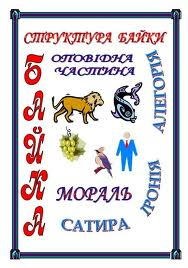 СТРУКТУРА БАЙКИ
БАЙКА
ОПОВІДНА
ЧАСТИНА
АЛЕГОРІЯ
МОРАЛЬ
ІРОНІЯ
САТИРА